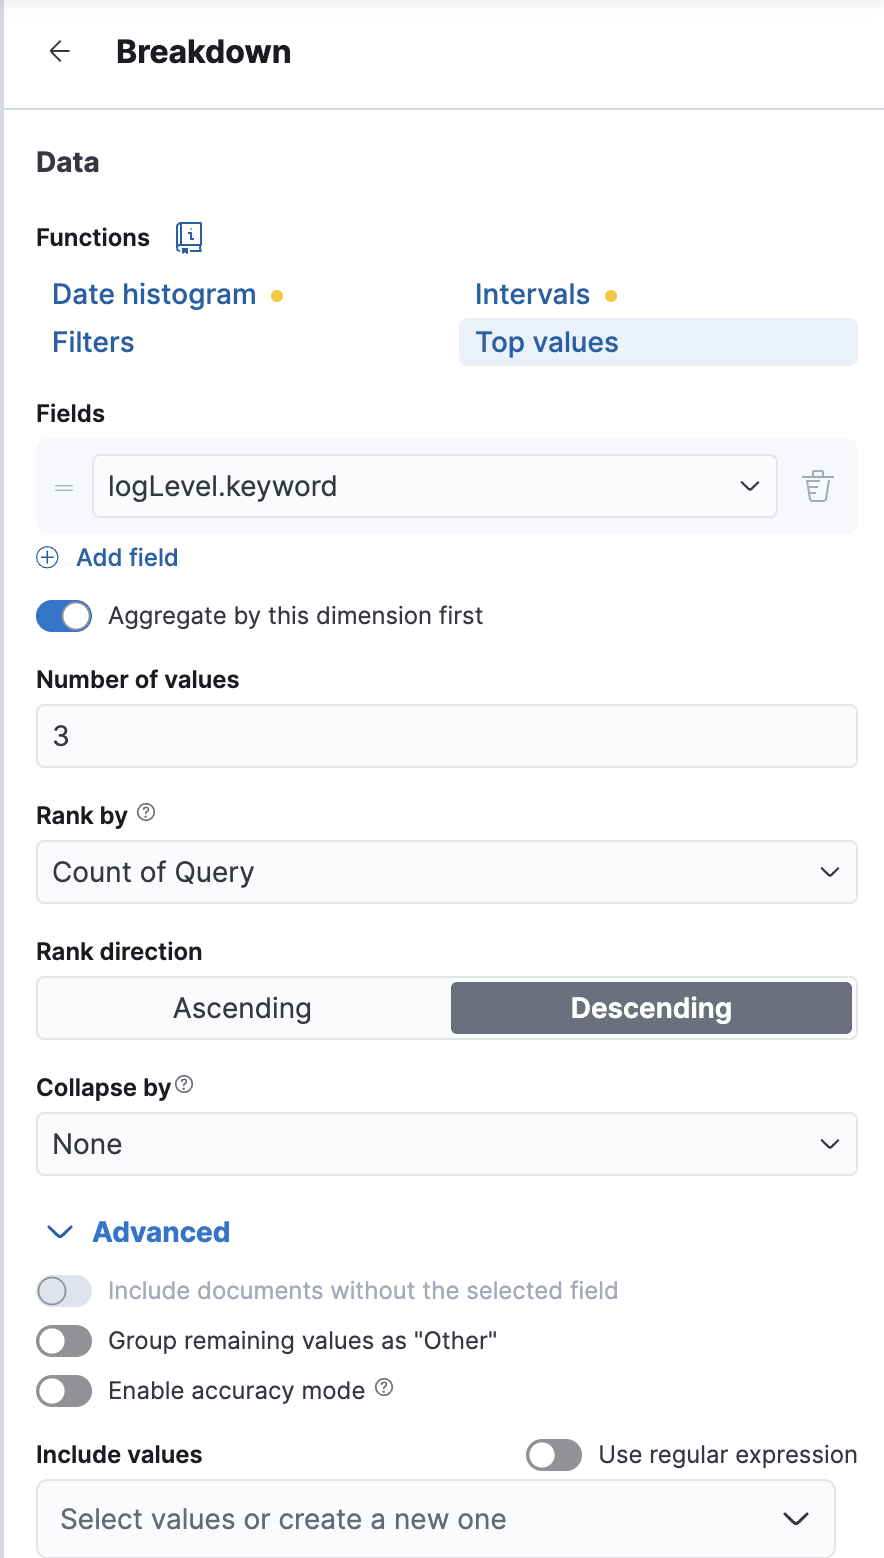 Breakdown
Data
Functions
Date histogram
Intervals
Filters
Top values
Fields
logLevel.keyword
Add field
Aggregate by this dimension first
Number of values
3
Rank by
Count of Query
Rank direction
Ascending
Descending
Collapse by
None
Advanced
Include documents without the selected field
Group remaining values as "Other"
Enable accuracy mode
Include values
Use regular expression
Select values or create a new one